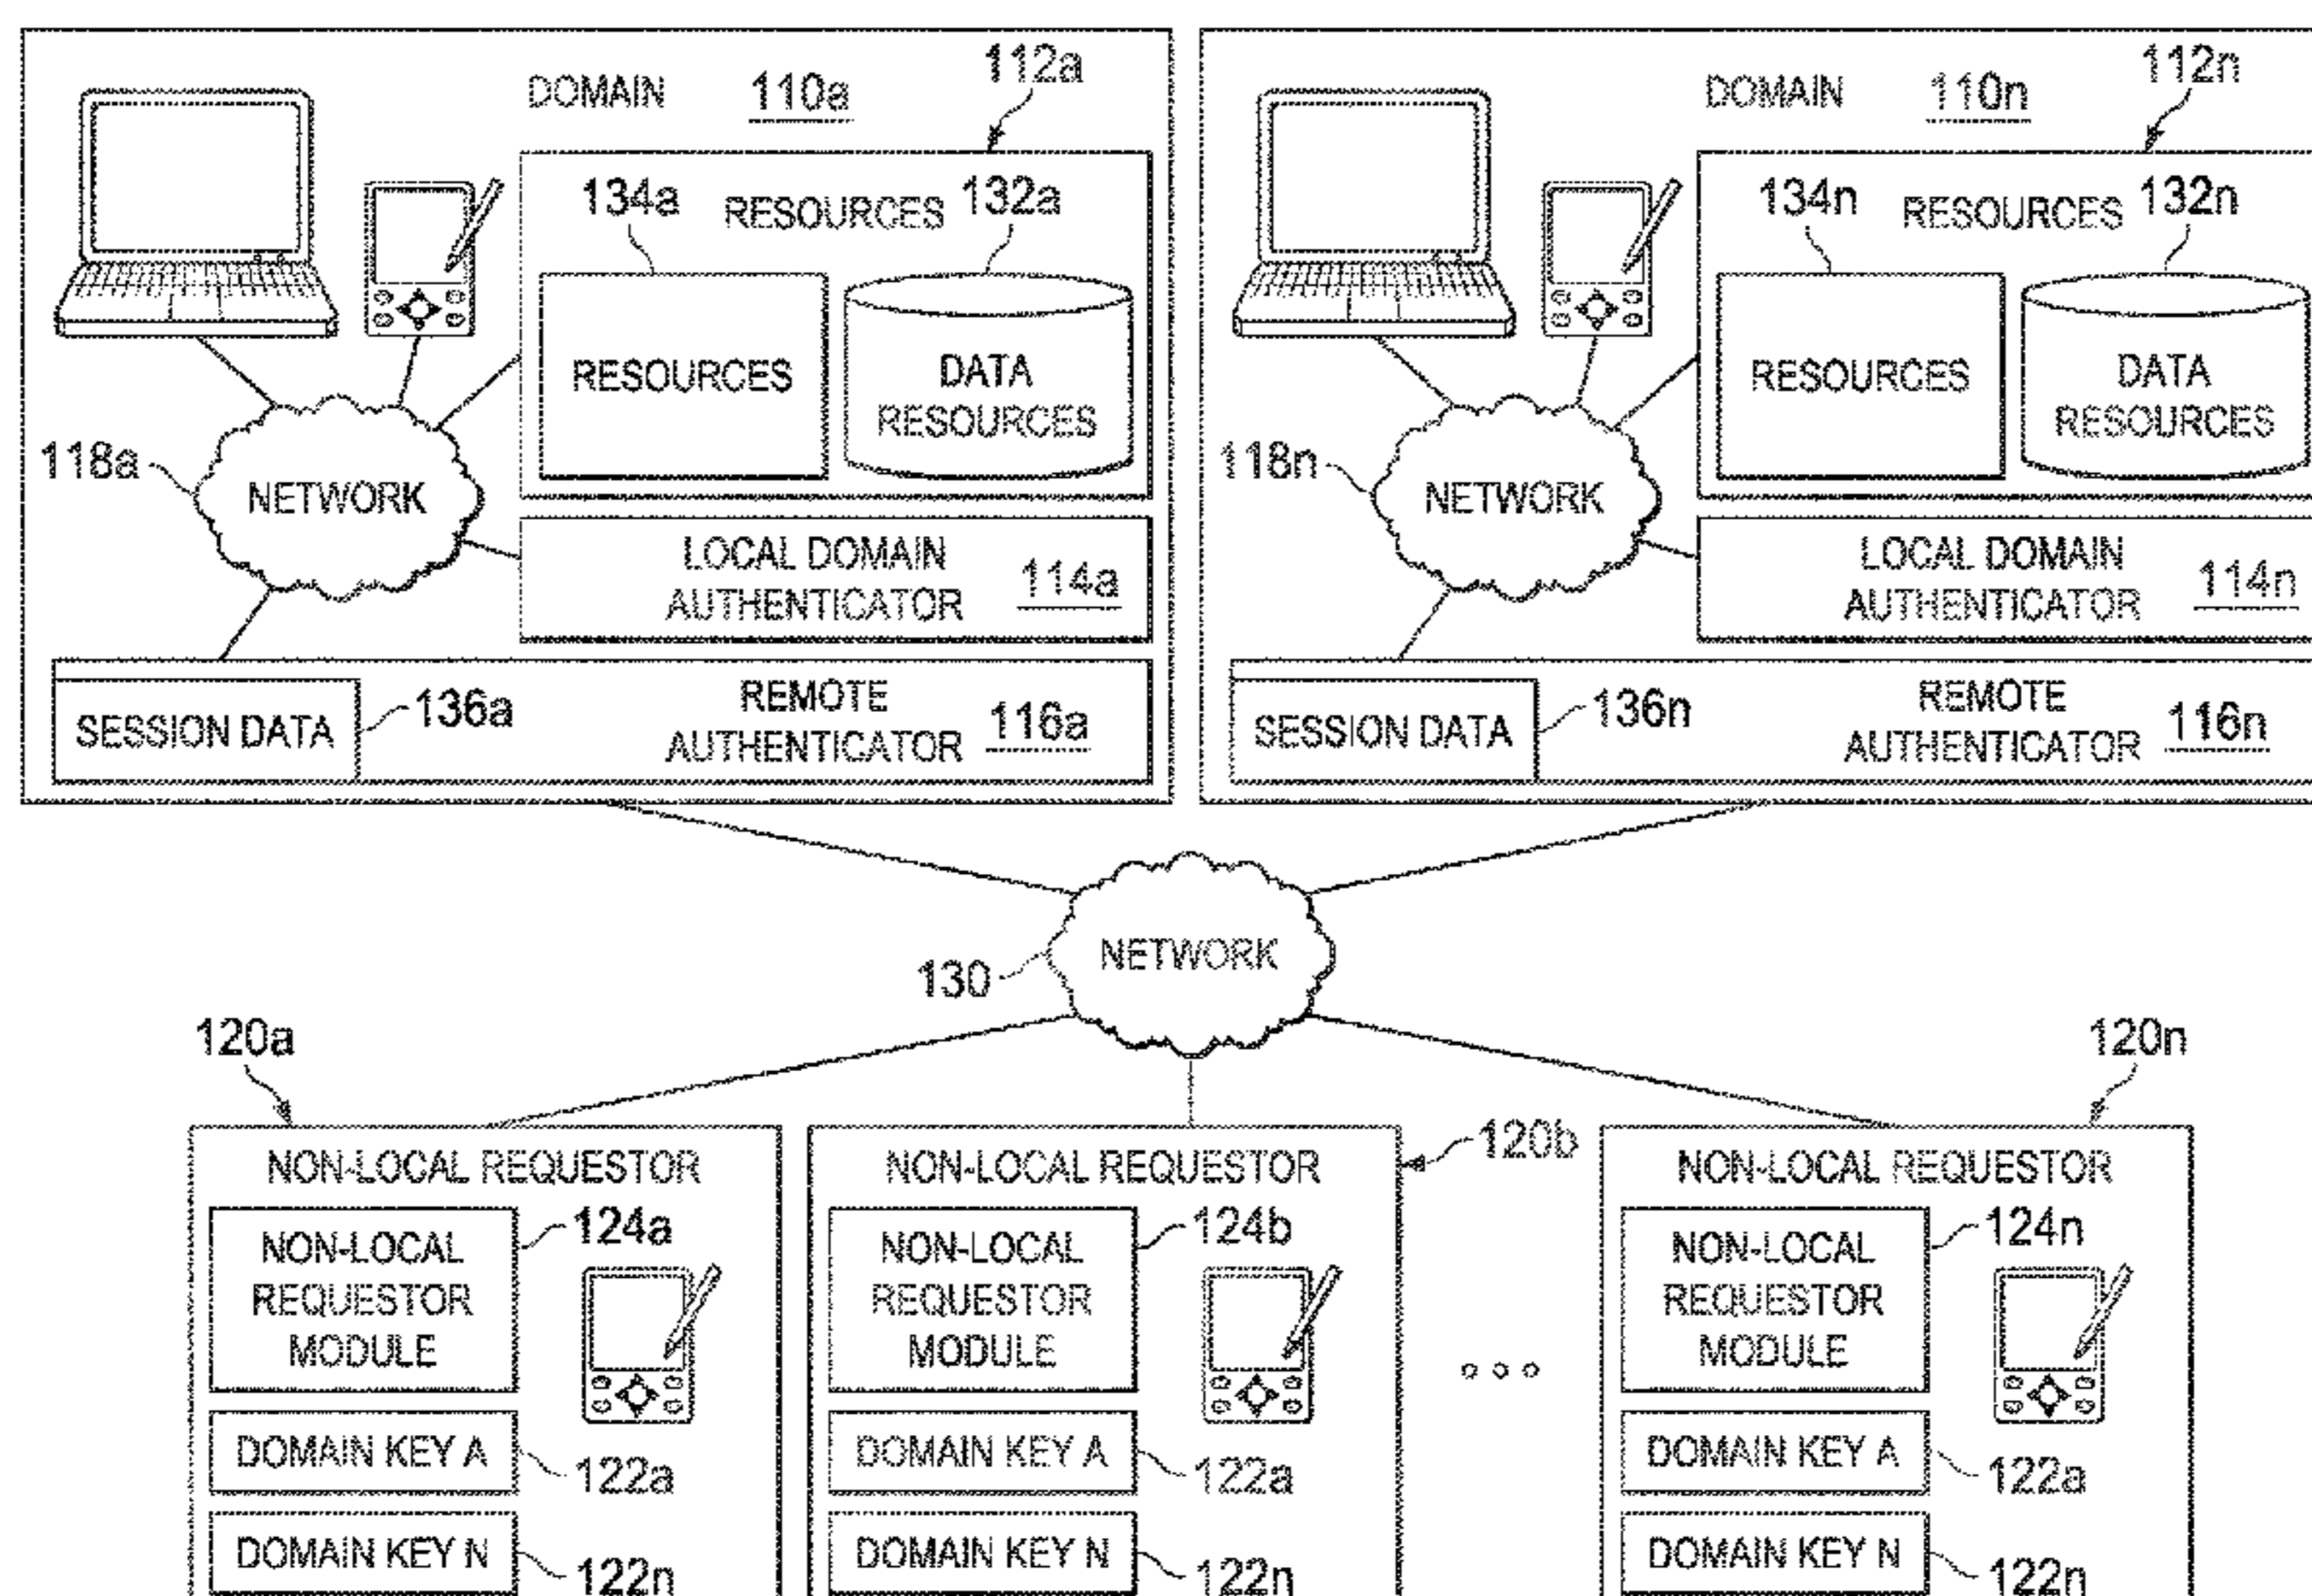 DOMAIN 110a
112a
134a RESOURCES 132a
RESOURCES
DATA
RESOURCES
118a
NETWORK
LOCAL DOMAIN
AUTHENTICATOR 114a
SESSION DATA
136a
REMOTE
AUTHENTICATOR 116a
DOMAIN 110n
112n
134n RESOURCES 132n
RESOURCES
DATA
RESOURCES
118n
NETWORK
LOCAL DOMAIN
AUTHENTICATOR 114n
SESSION DATA
136n
REMOTE
AUTHENTICATOR 116n
130
NETWORK
120a
NON-LOCAL REQUESTOR
NON-LOCAL
REQUESTOR
MODULE
124a
DOMAIN KEY A
122a
DOMAIN KEY N
122n
120b
NON-LOCAL REQUESTOR
NON-LOCAL
REQUESTOR
MODULE
124b
DOMAIN KEY A
122a
DOMAIN KEY N
122n
120n
NON-LOCAL REQUESTOR
NON-LOCAL
REQUESTOR
MODULE
124n
DOMAIN KEY A
122a
DOMAIN KEY N
122n